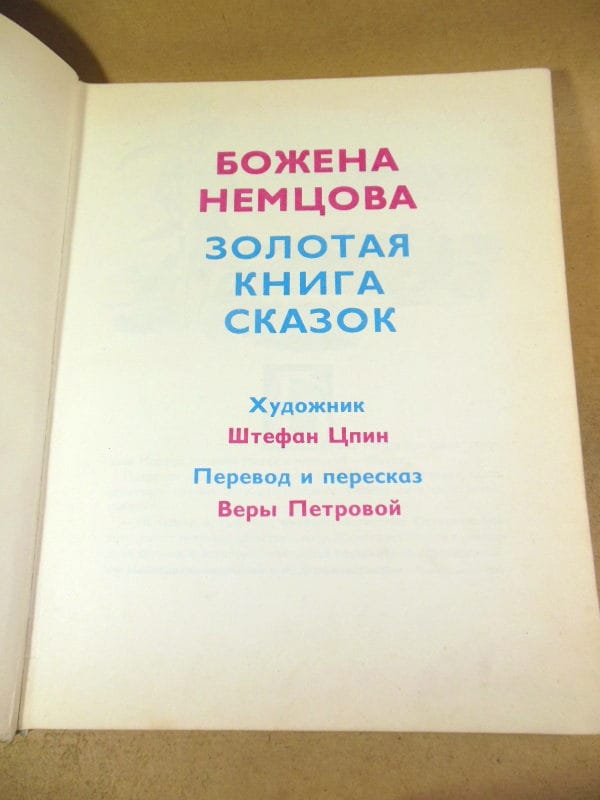 БОЖЕНА
НЕМЦОВА
ЗОЛОТАЯ
КНИГА
СКАЗОК
Художник
Штефан Цпин
Перевод и пересказ
Веры Петровой